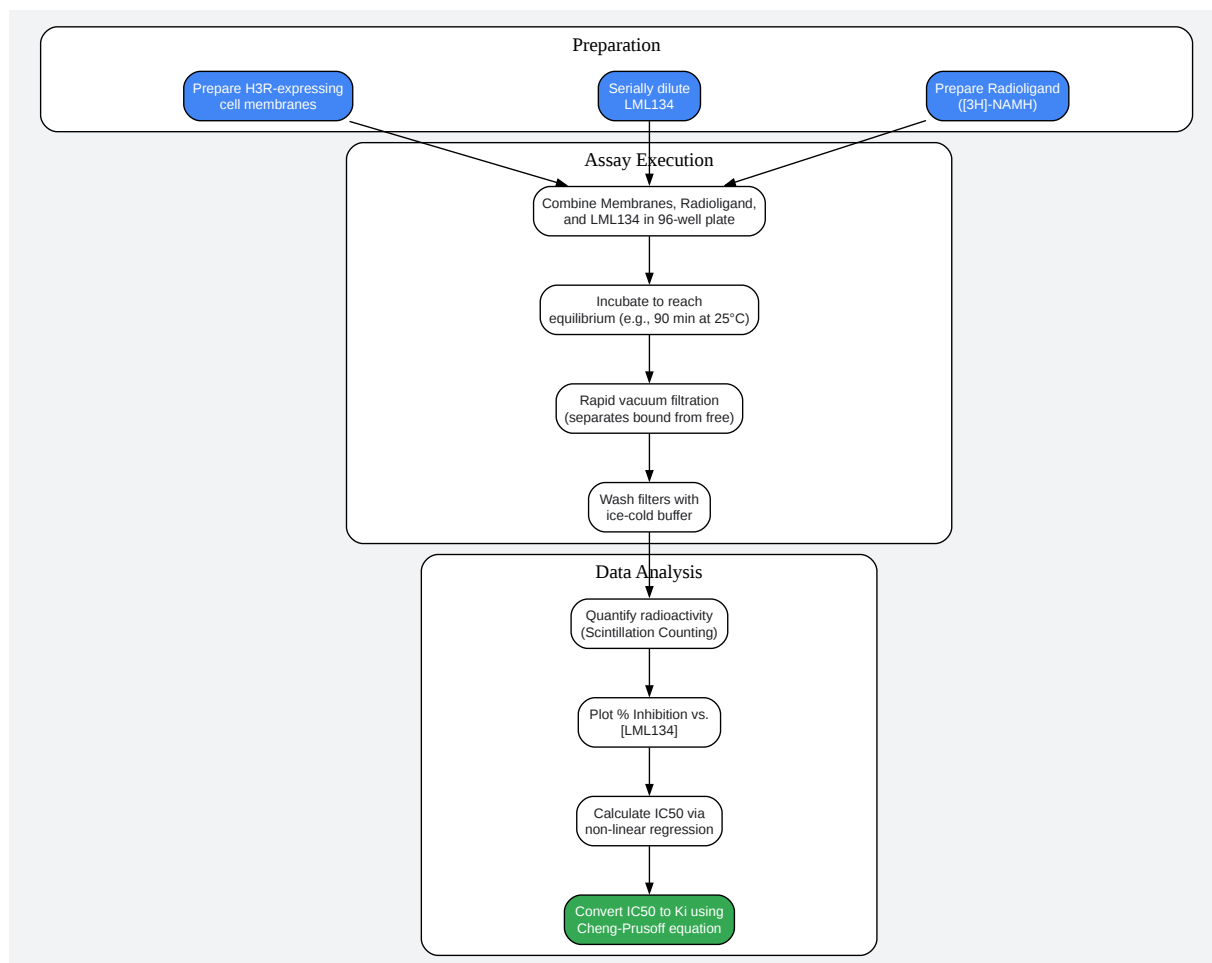 Preparation
Prepare H3R-expressing
cell membranes
Serially dilute
LML134
Prepare Radioligand
([3H]-NAMH)
Assay Execution
Combine Membranes, Radioligand,
and LML134 in 96-well plate
Incubate to reach
equilibrium (e.g., 90 min at 25°C)
Rapid vacuum filtration
(separates bound from free)
Wash filters with
ice-cold buffer
Data Analysis
Quantify radioactivity
(Scintillation Counting)
Plot % Inhibition vs.
[LML134]
Calculate IC50 via
non-linear regression
Convert IC50 to Ki using
Cheng-Prusoff equation